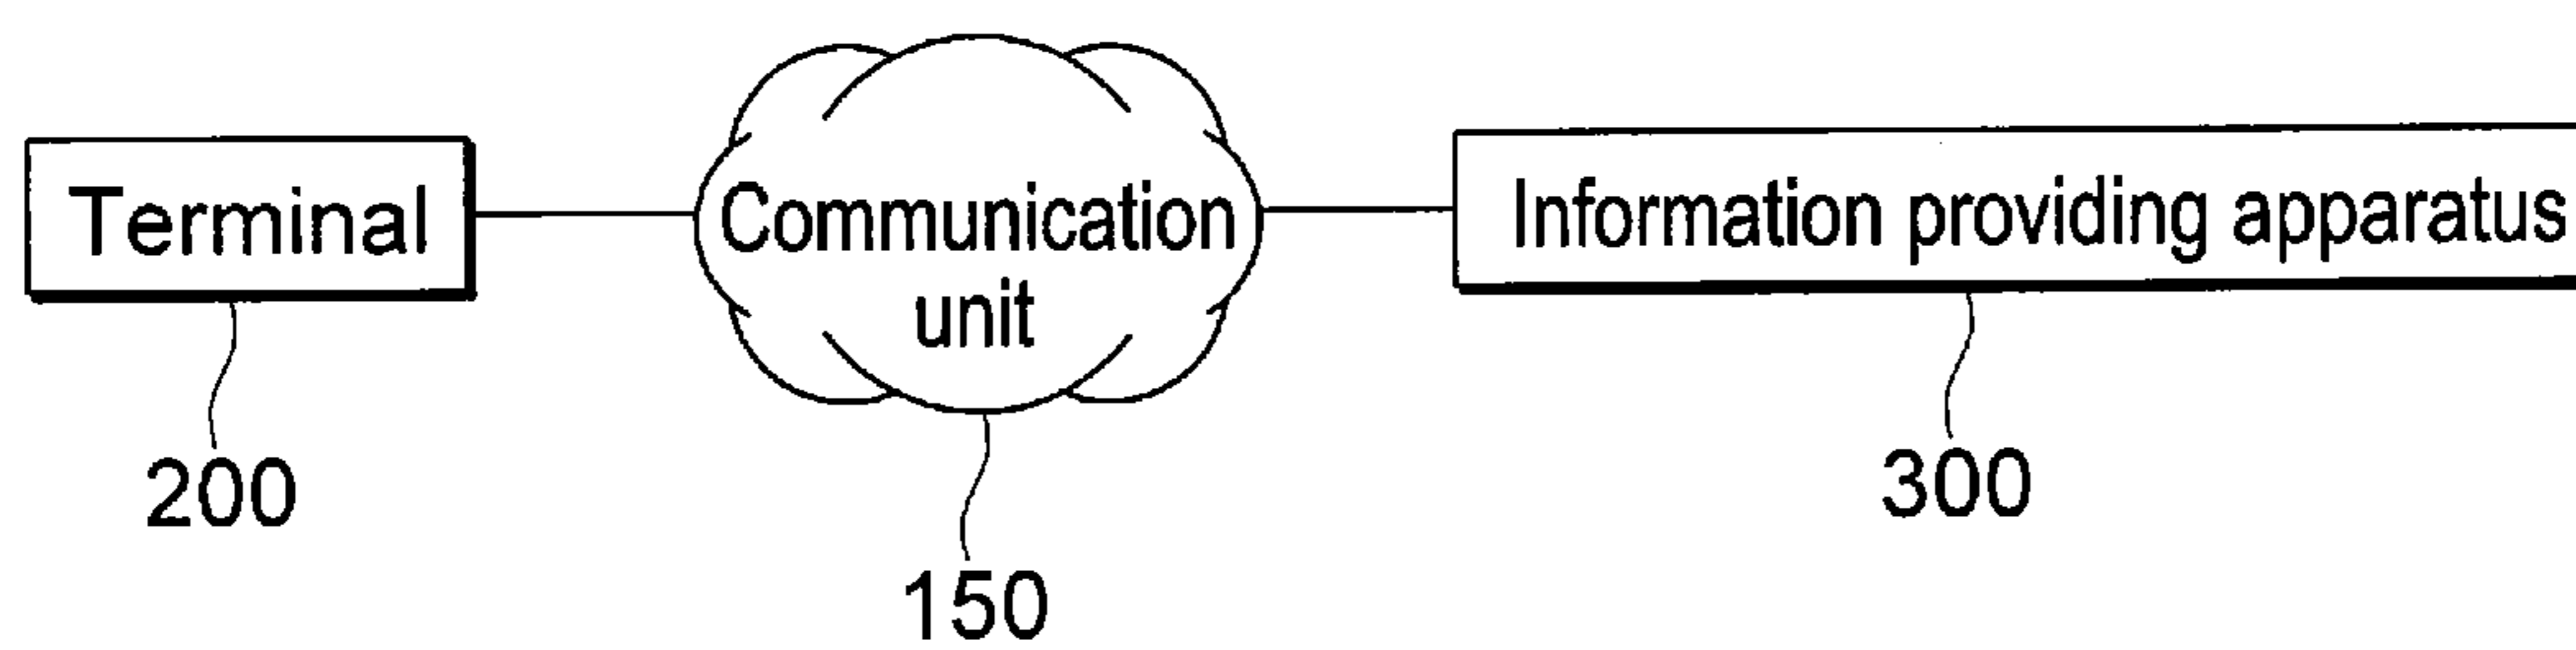 Terminal
Communication
unit
Information providing apparatus
200
150
300